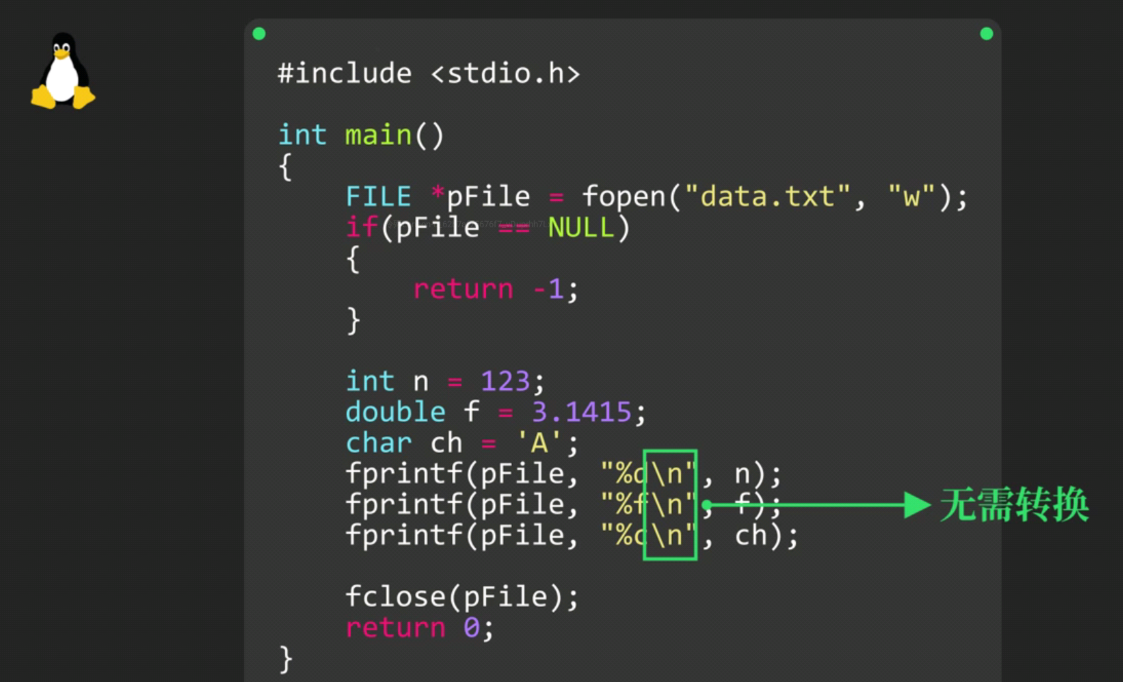 #include <stdio.h>
int main()
{
FILE *pFile = fopen("data.txt", "w");
if(pFile == NULL)
{
return -1;
}
int n = 123;
double f = 3.1415;
char ch = 'A';
fprintf(pFile, "%d\n", n);
fprintf(pFile, "%f\n", f);
无需转换
fprintf(pFile, "%c\n", ch);
fclose(pFile);
return 0;
}